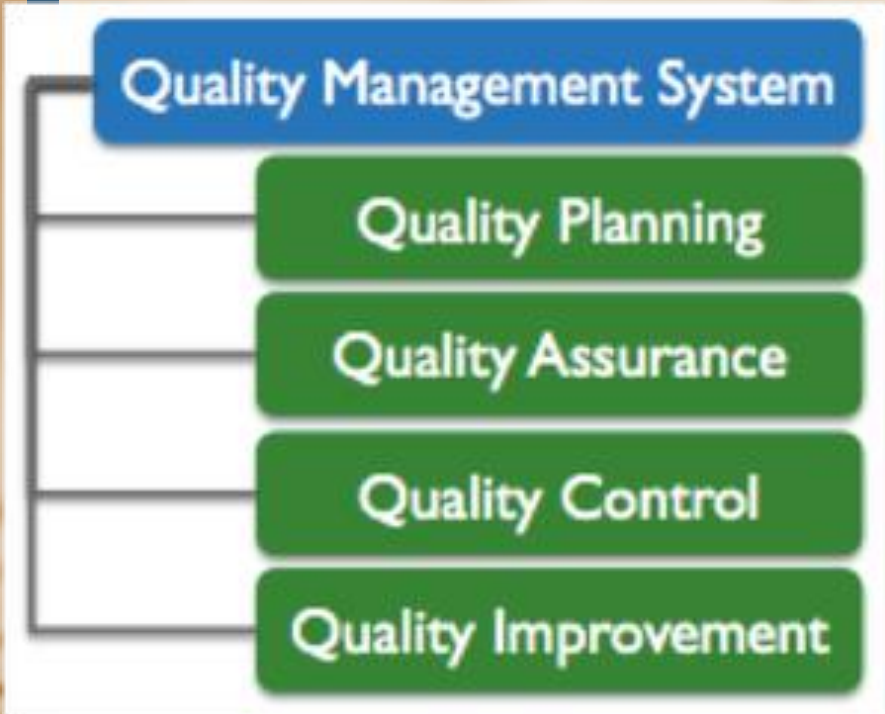 Quality Management System
Quality Planning
Quality Assurance
Quality Control
Quality Improvement